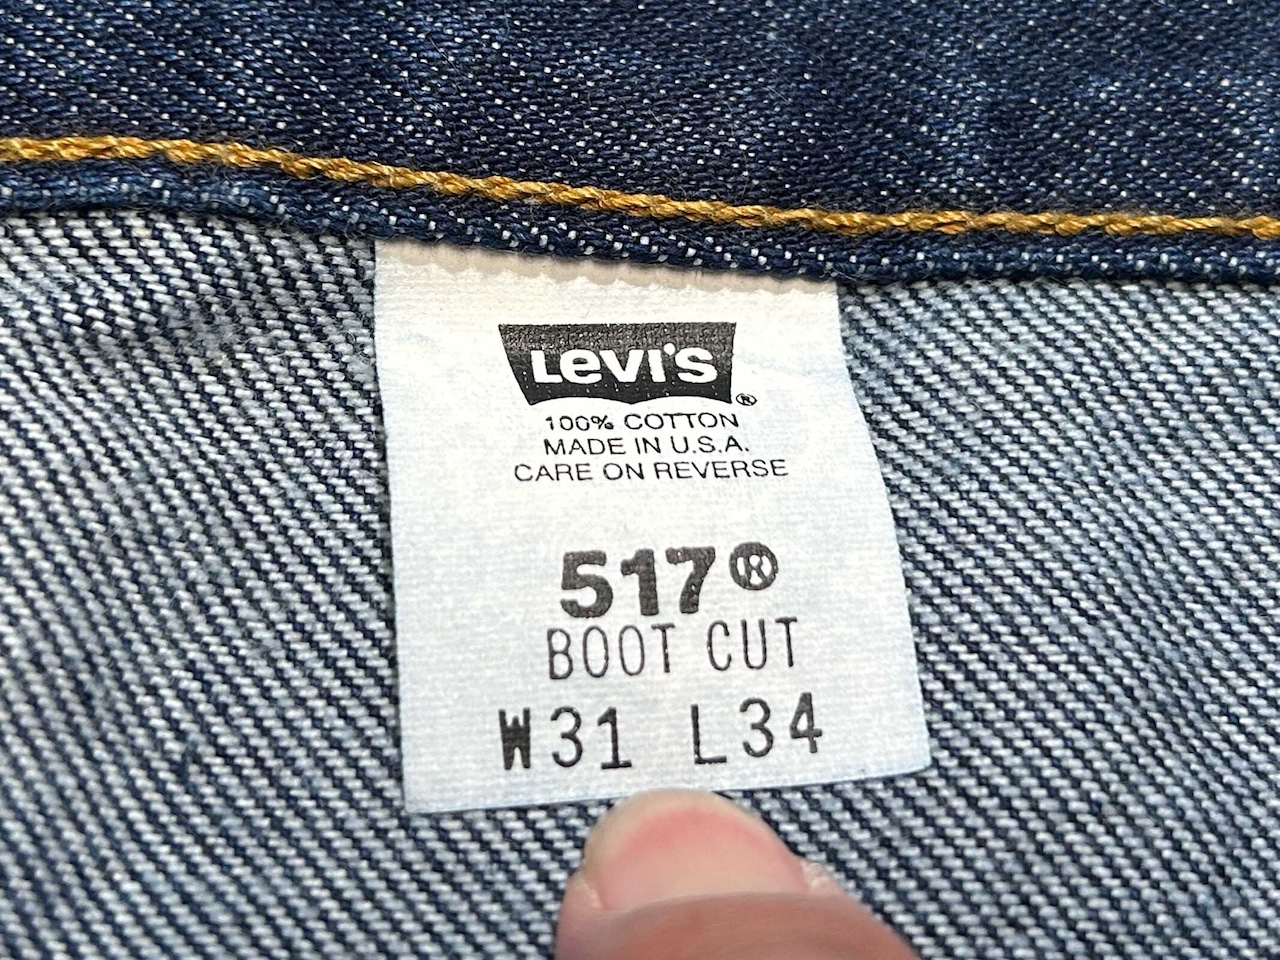 Levi's®
100% COTTON
MADE IN U.S.A.
CARE ON REVERSE
517®
BOOT CUT
W31 L34